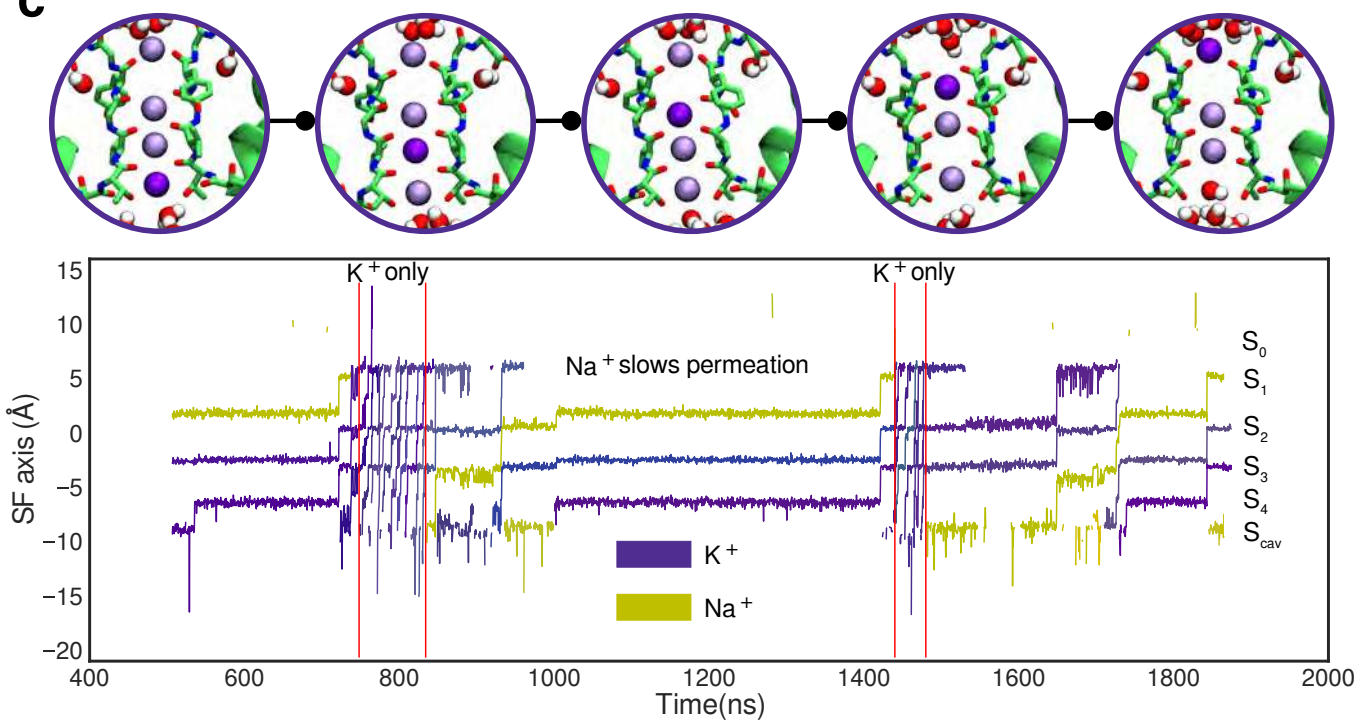 c
K⁺ only K⁺ only
Na⁺ slows permeation
15
10
5
0
−5
−10
−15
−20
SF axis (Å)
S₀
S₁
S₂
S₃
S₄
S_cav
K⁺
Na⁺
400 600 800 1000 1200 1400 1600 1800 2000
Time(ns)